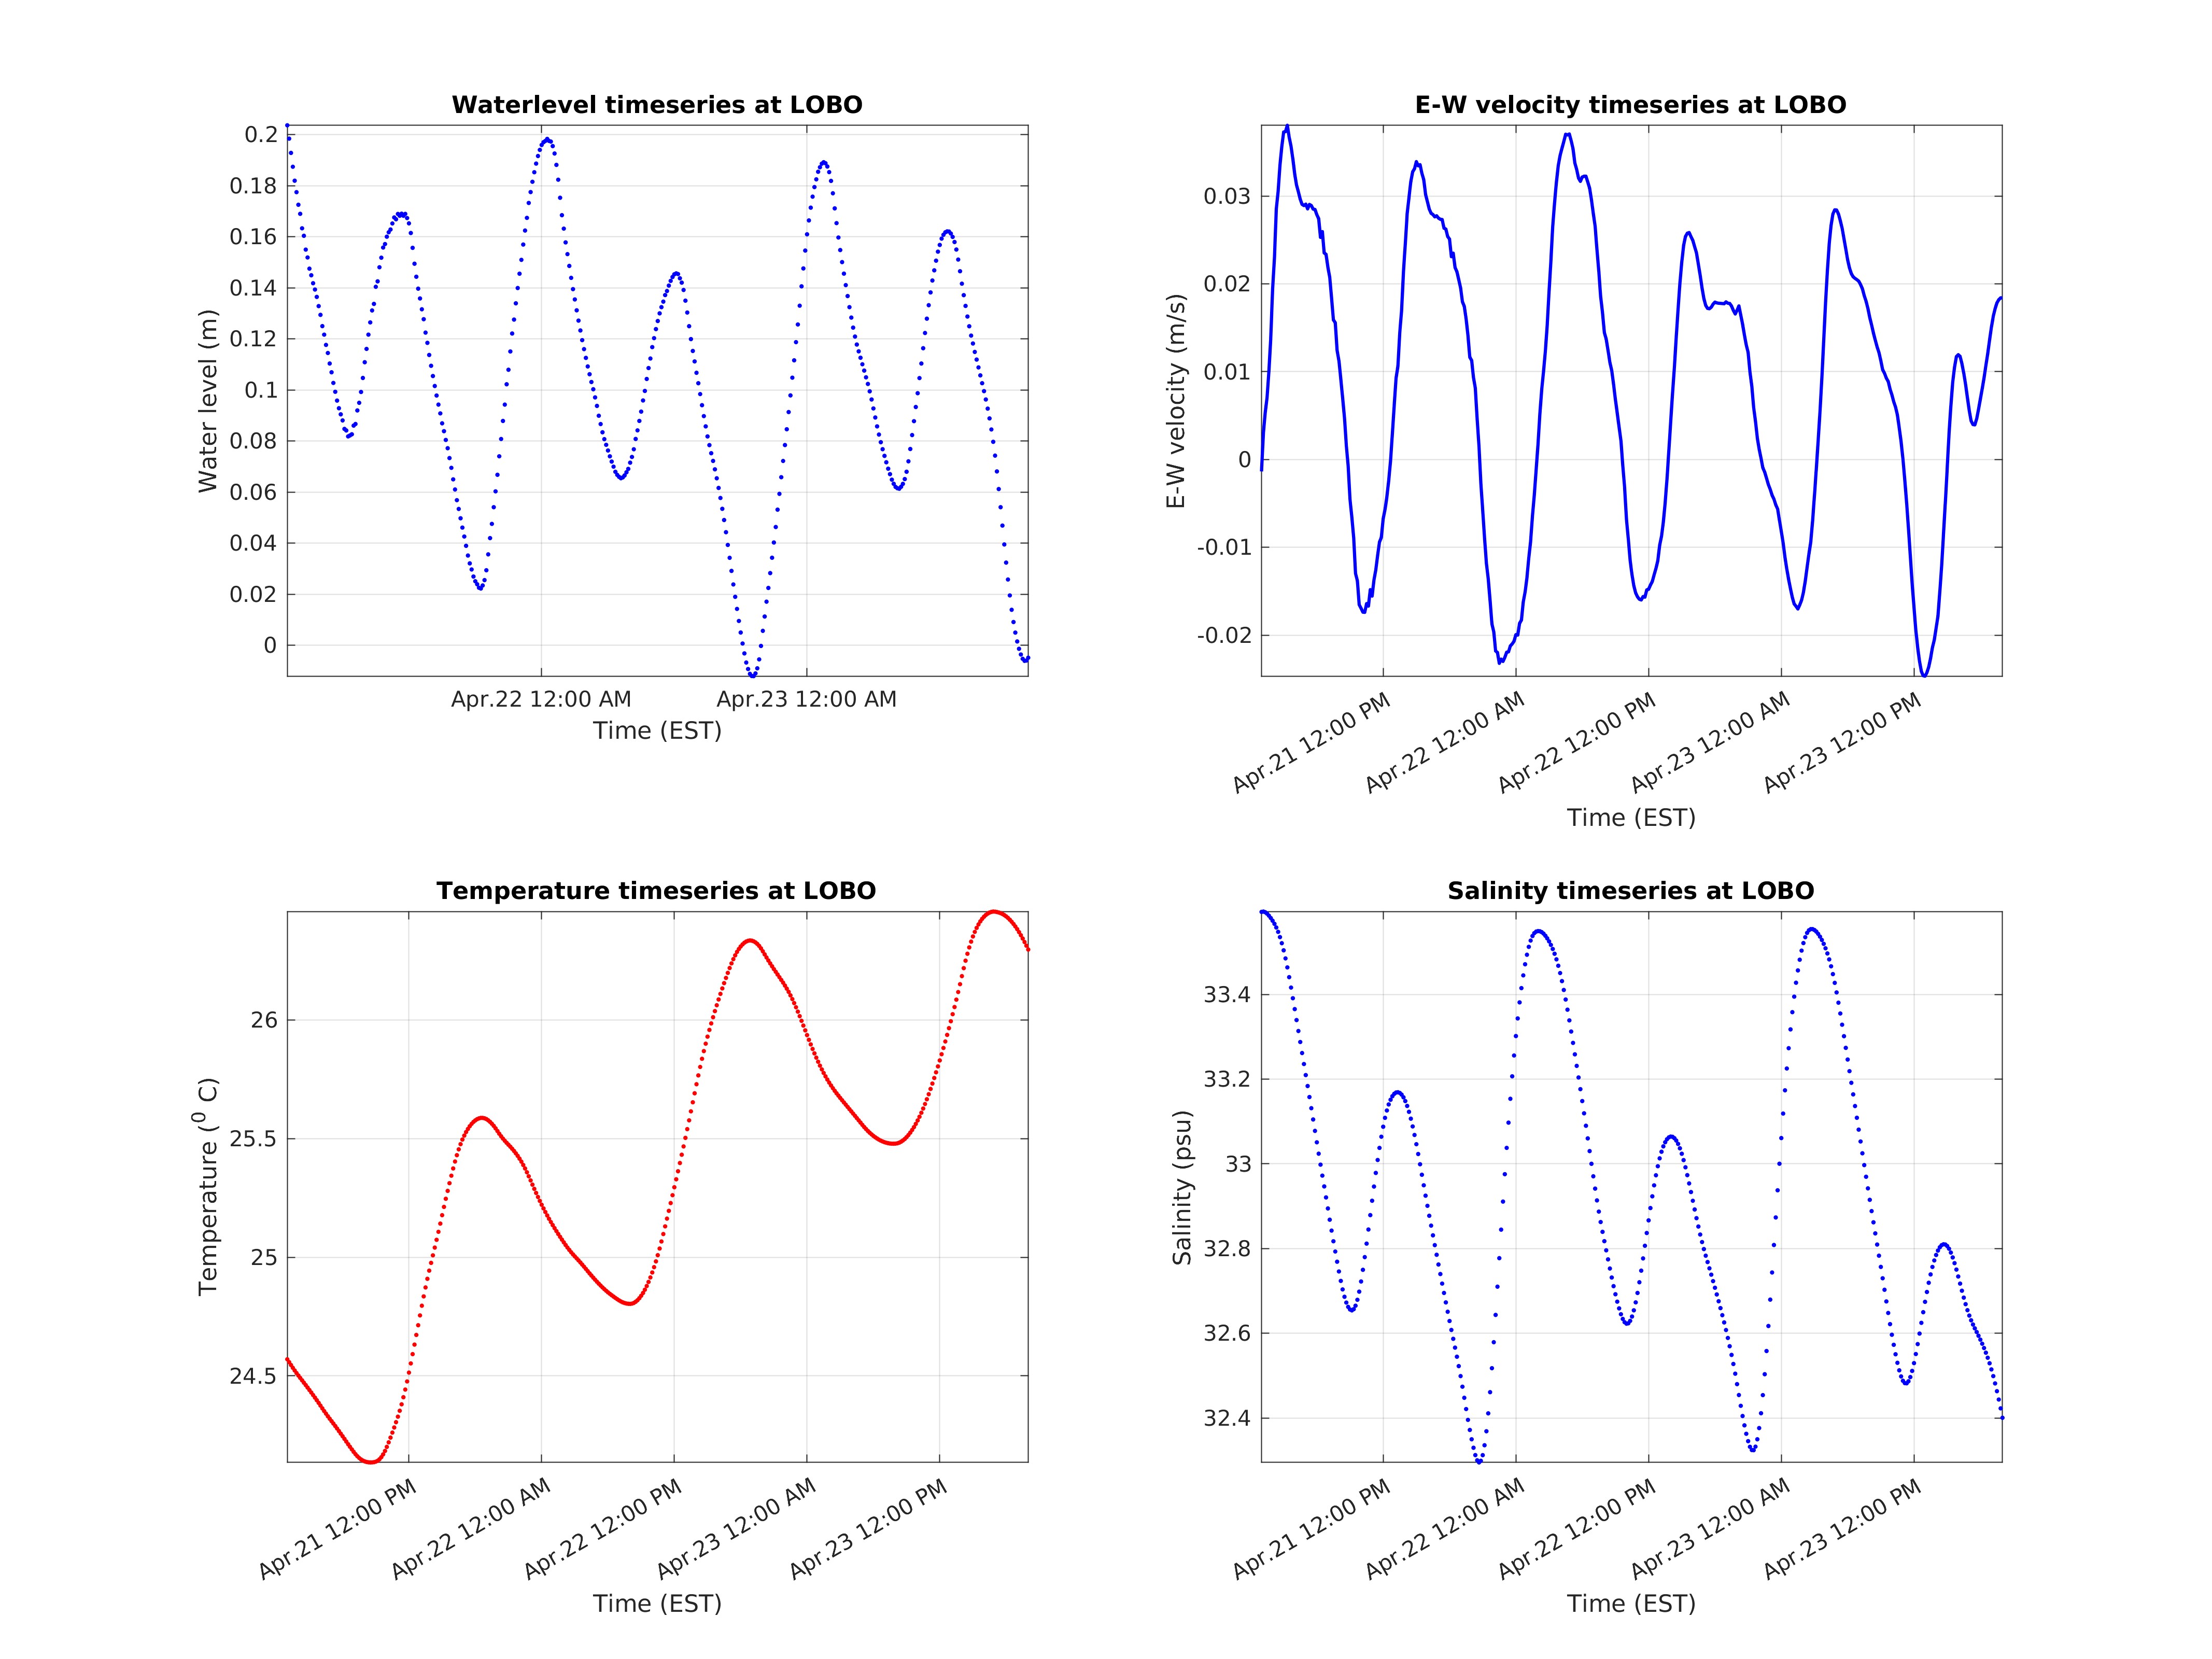 Waterlevel timeseries at LOBO
0.2
0.18
0.16
0.14
0.12
0.1
0.08
0.06
0.04
0.02
0
Water level (m)
Apr.22 12:00 AM
Apr.23 12:00 AM
Time (EST)
E-W velocity timeseries at LOBO
0.03
0.02
0.01
0
-0.01
-0.02
E-W velocity (m/s)
Apr.21 12:00 PM
Apr.22 12:00 AM
Apr.22 12:00 PM
Apr.23 12:00 AM
Apr.23 12:00 PM
Time (EST)
Temperature timeseries at LOBO
26
25.5
25
24.5
Temperature (⁰ C)
Apr.21 12:00 PM
Apr.22 12:00 AM
Apr.22 12:00 PM
Apr.23 12:00 AM
Apr.23 12:00 PM
Time (EST)
Salinity timeseries at LOBO
33.4
33.2
33
32.8
32.6
32.4
Salinity (psu)
Apr.21 12:00 PM
Apr.22 12:00 AM
Apr.22 12:00 PM
Apr.23 12:00 AM
Apr.23 12:00 PM
Time (EST)